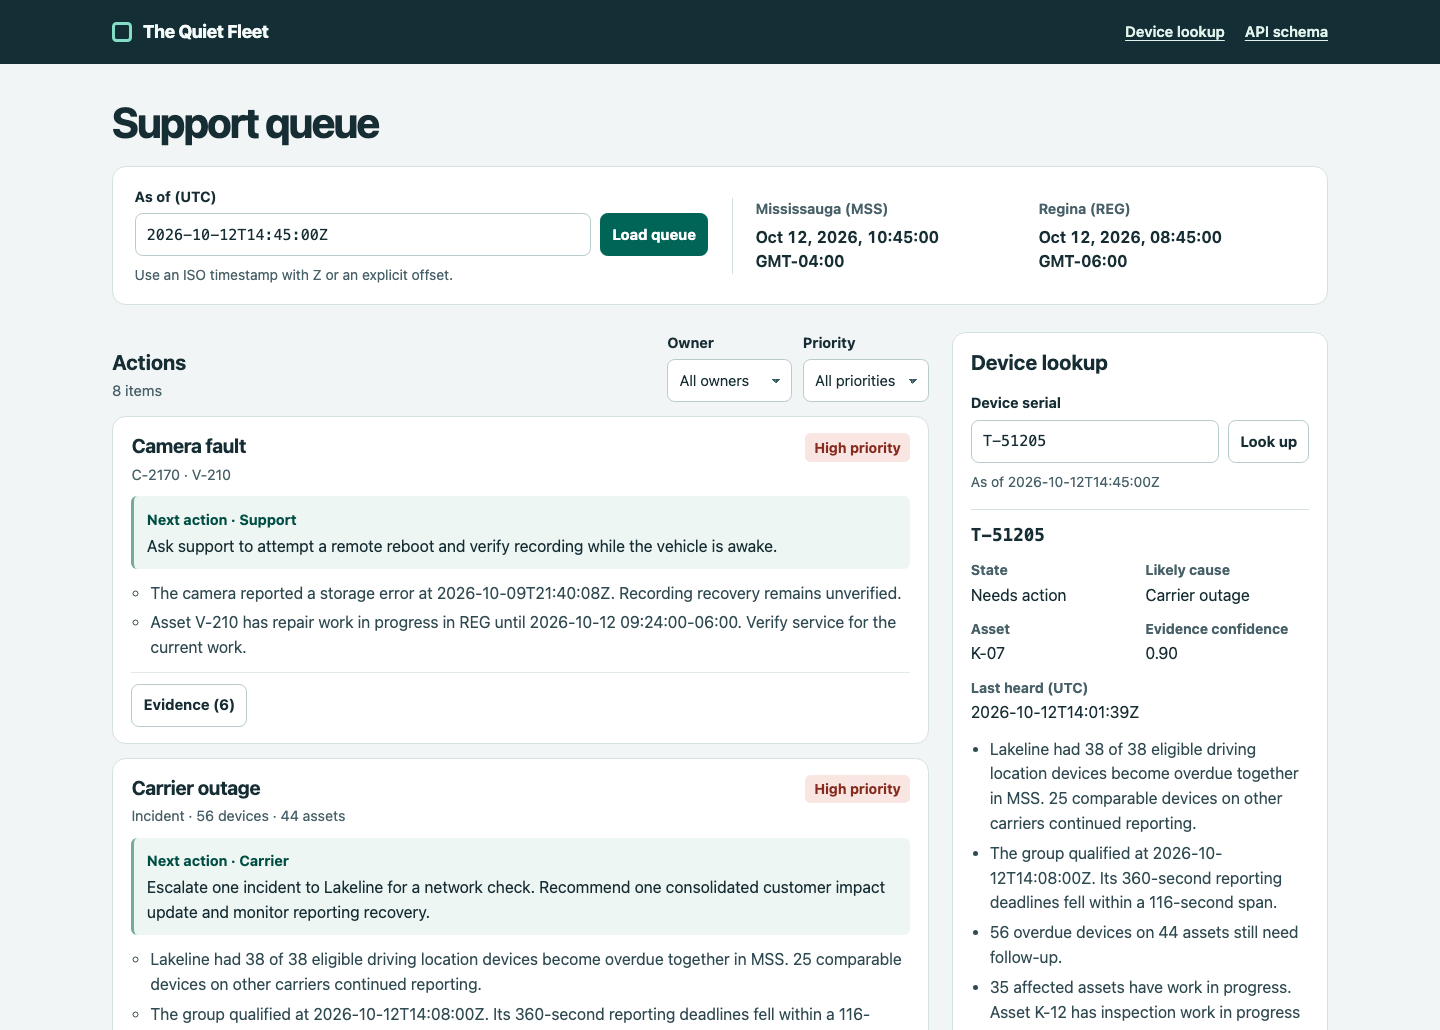 The Quiet Fleet
Device lookup
API schema
Support queue
As of (UTC)
2026-10-12T14:45:00Z
Load queue
Use an ISO timestamp with Z or an explicit offset.
Mississauga (MSS)
Oct 12, 2026, 10:45:00
GMT-04:00
Regina (REG)
Oct 12, 2026, 08:45:00
GMT-06:00
Actions
8 items
Owner
All owners
Priority
All priorities
Camera fault
High priority
C-2170 · V-210
Next action · Support
Ask support to attempt a remote reboot and verify recording while the vehicle is awake.
The camera reported a storage error at 2026-10-09T21:40:08Z. Recording recovery remains unverified.
Asset V-210 has repair work in progress in REG until 2026-10-12 09:24:00-06:00. Verify service for the
current work.
Evidence (6)
Carrier outage
High priority
Incident · 56 devices · 44 assets
Next action · Carrier
Escalate one incident to Lakeline for a network check. Recommend one consolidated customer impact
update and monitor reporting recovery.
Lakeline had 38 of 38 eligible driving location devices become overdue together in MSS. 25 comparable
devices on other carriers continued reporting.
The group qualified at 2026-10-12T14:08:00Z. Its 360-second reporting deadlines fell within a 116-
Device lookup
Device serial
T-51205
Look up
As of 2026-10-12T14:45:00Z
T-51205
State
Needs action
Likely cause
Carrier outage
Asset
K-07
Evidence confidence
0.90
Last heard (UTC)
2026-10-12T14:01:39Z
Lakeline had 38 of 38 eligible driving
location devices become overdue together
in MSS. 25 comparable devices on other
carriers continued reporting.
The group qualified at 2026-10-
12T14:08:00Z. Its 360-second reporting
deadlines fell within a 116-second span.
56 overdue devices on 44 assets still need
follow-up.
35 affected assets have work in progress.
Asset K-12 has inspection work in progress